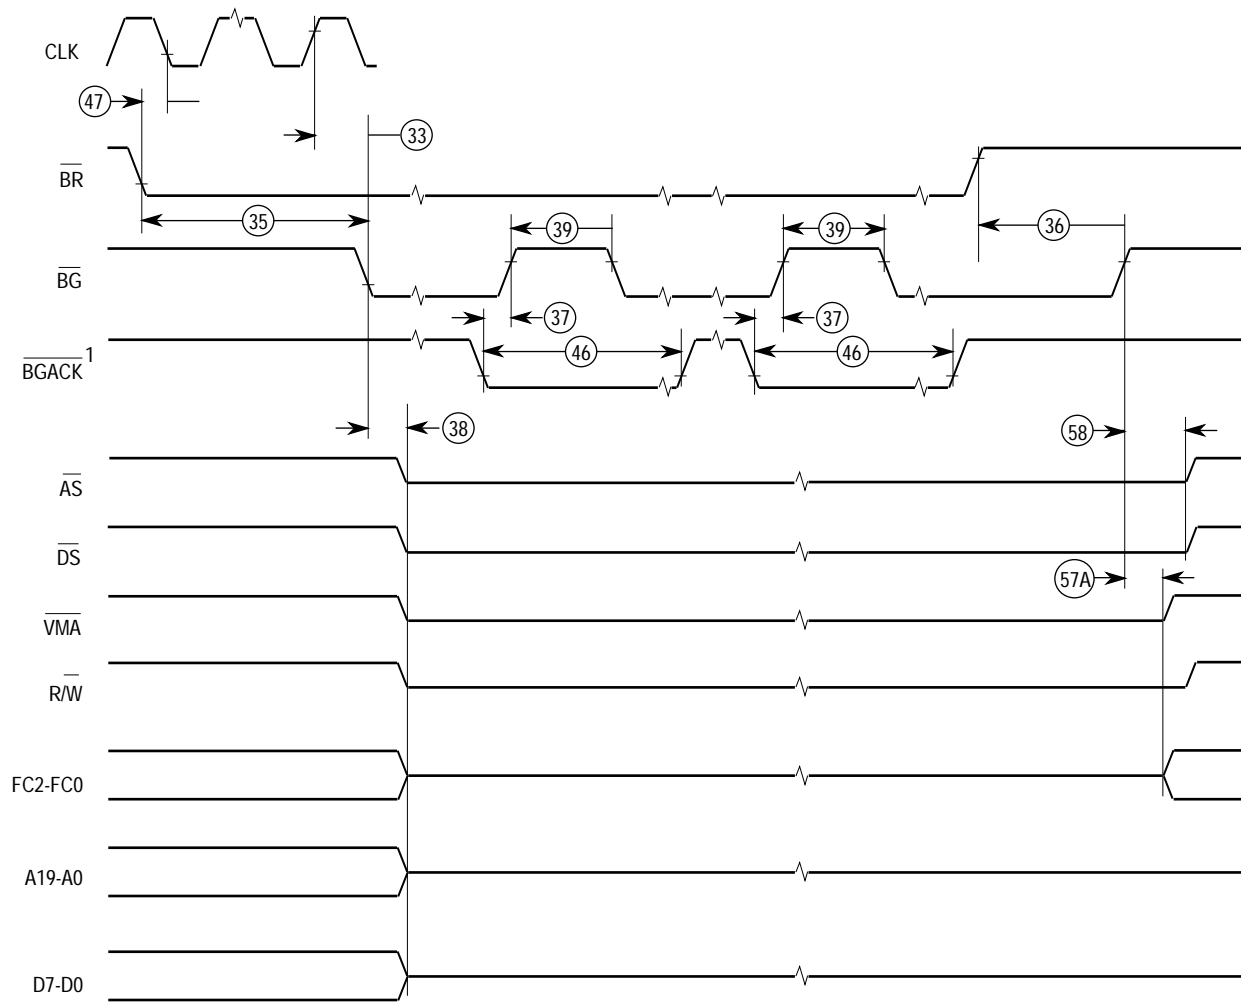 CLK
47
33
BR
35
39
39
36
BG
37
37
BGACK 1
46
46
38
58
AS
DS
57A
VMA
R/W
FC2-FC0
A19-A0
D7-D0